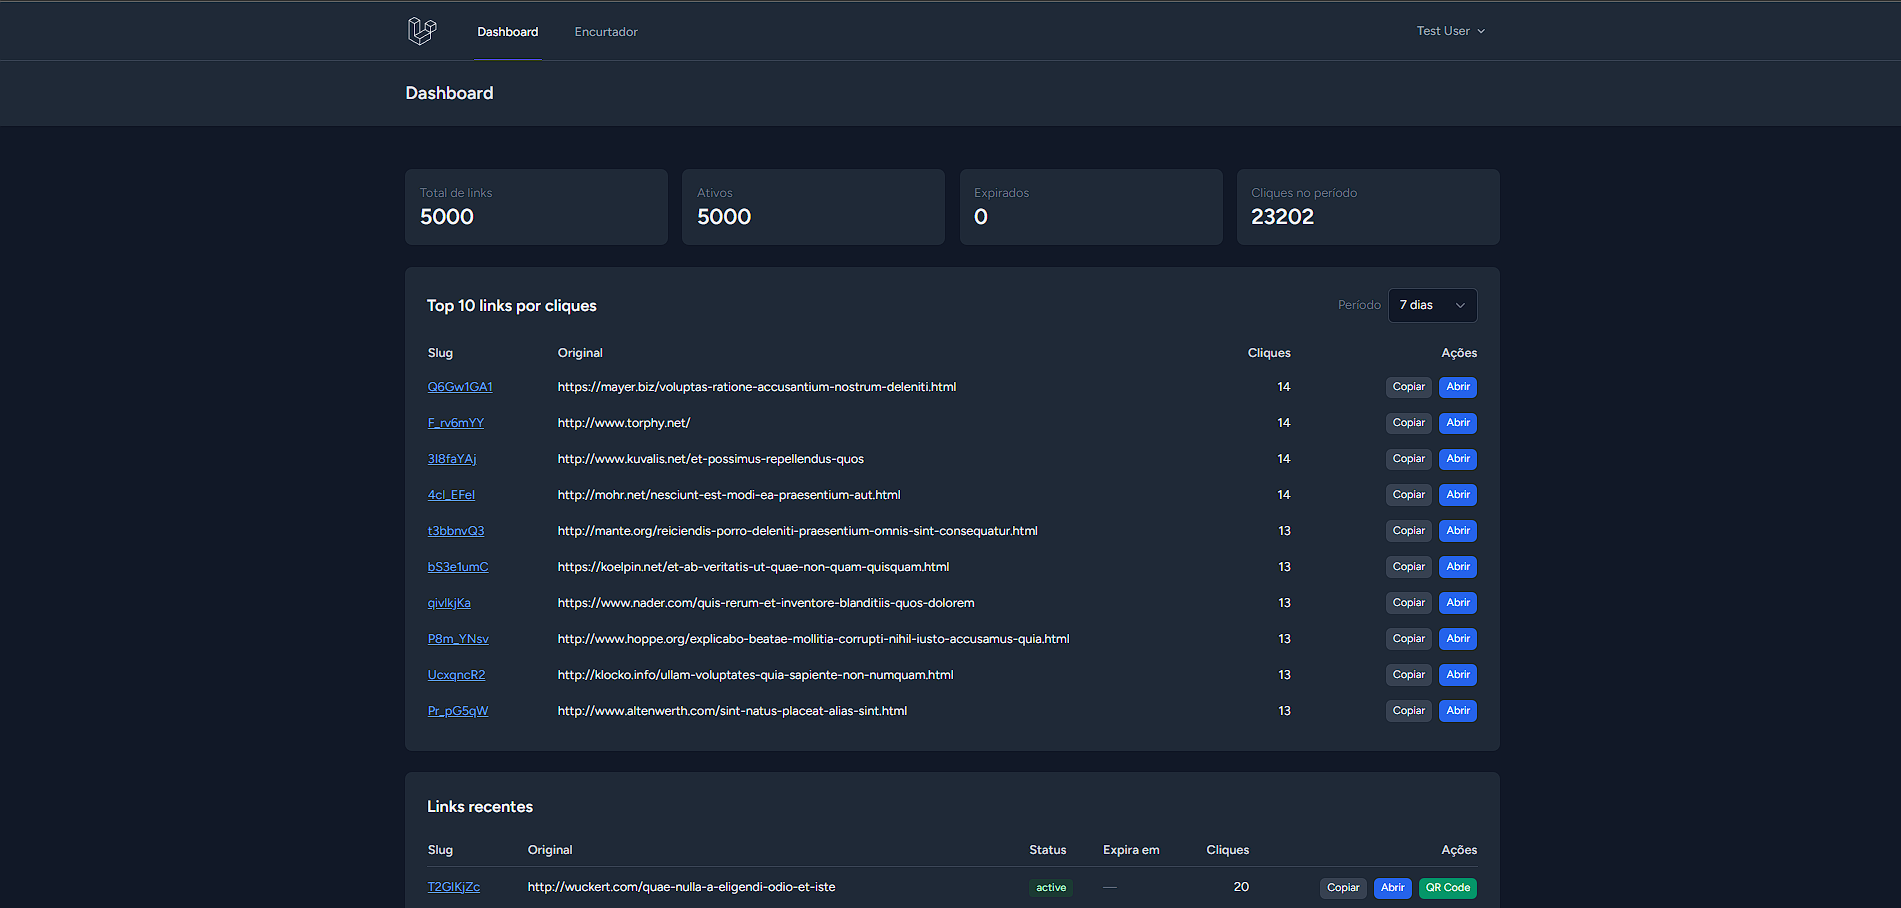 Dashboard Encurtador Test User
Dashboard
Total de links Ativos Expirados Cliques no período
5000 5000 0 23202
Top 10 links por cliques Período 7 dias
Slug Original Cliques Ações
Q6Gw1GA1 https://mayer.biz/voluptas-ratione-accusantium-nostrum-deleniti.html 14 Copiar Abrir
F_rv6mYY http://www.torphy.net/ 14 Copiar Abrir
3I8faYAj http://www.kuvalis.net/et-possimus-repellendus-quos 14 Copiar Abrir
4cl_EFeI http://mohr.net/nesciunt-est-modi-ea-praesentium-aut.html 14 Copiar Abrir
t3bbnvQ3 http://mante.org/reiciendis-porro-deleniti-praesentium-omnis-sint-consequatur.html 13 Copiar Abrir
bS3e1umC https://koelpin.net/et-ab-veritatis-ut-quae-non-quam-quisquam.html 13 Copiar Abrir
qivlkjKa https://www.nader.com/quis-rerum-et-inventore-blanditiis-quos-dolorem 13 Copiar Abrir
P8m_YNsv http://www.hoppe.org/explicabo-beatae-mollitia-corrupti-nihil-iusto-accusamus-quia.html 13 Copiar Abrir
UcxqncR2 http://klocko.info/ullam-voluptates-quia-sapiente-non-numquam.html 13 Copiar Abrir
Pr_pG5qW http://www.altenwerth.com/sint-natus-placeat-alias-sint.html 13 Copiar Abrir
Links recentes
Slug Original Status Expira em Cliques Ações
T2GlKjZc http://wuckert.com/quae-nulla-a-eligendi-odio-et-iste active — 20 Copiar Abrir QR Code